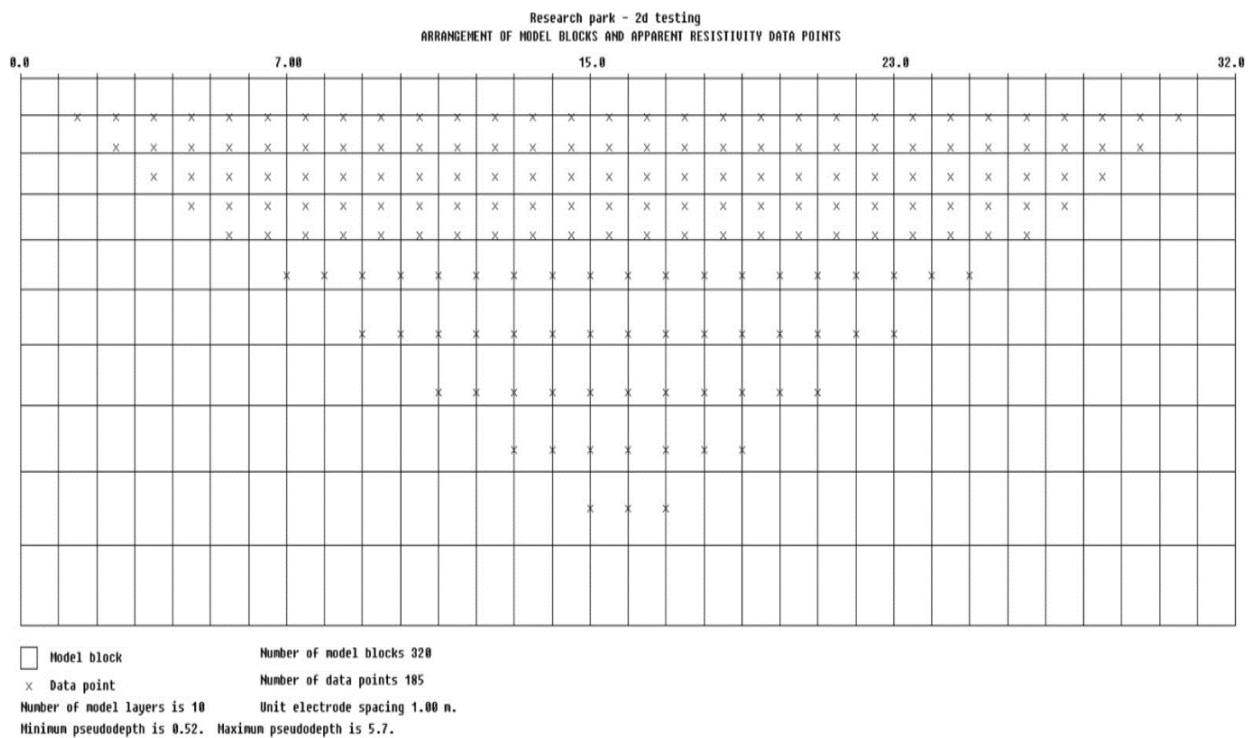 Research park - 2d testing
ARRANGEMENT OF MODEL BLOCKS AND APPARENT RESISTIVITY DATA POINTS
0.0 7.00 15.0 23.0 32.0
Model block Number of model blocks 320
x Data point Number of data points 185
Number of model layers is 10 Unit electrode spacing 1.00 m.
Minimum pseudodepth is 0.52. Maximum pseudodepth is 5.7.